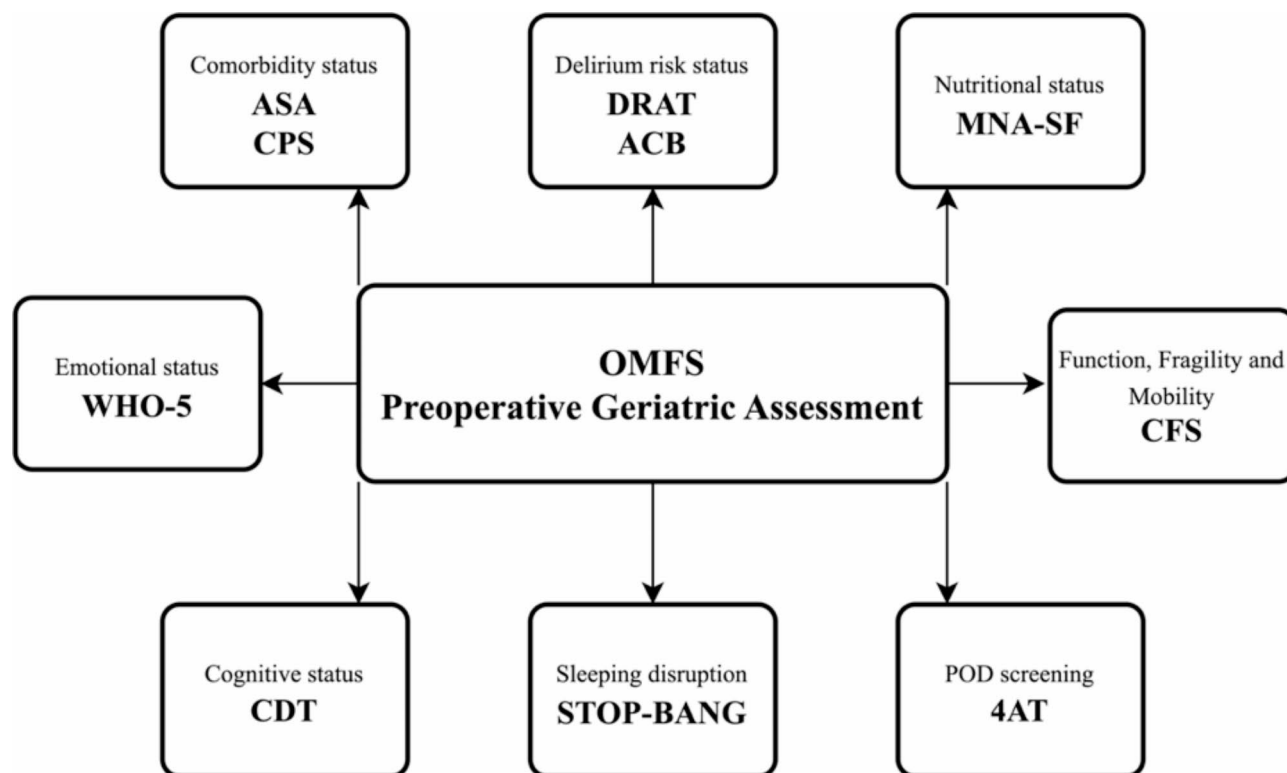 Comorbidity status
ASA
CPS
Delirium risk status
DRAT
ACB
Nutritional status
MNA-SF
Emotional status
WHO-5
OMFS
Preoperative Geriatric Assessment
Function, Fragility and
Mobility
CFS
Cognitive status
CDT
Sleeping disruption
STOP-BANG
POD screening
4AT